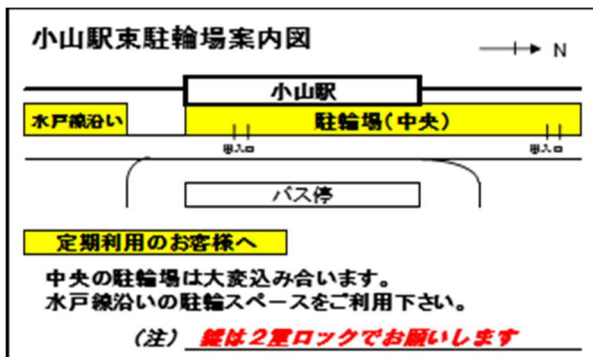 小山駅東駐輪場案内図
N
小山駅
水戸線沿い
駐輪場(中央)
出入口
出入口
バス停
定期利用のお客様へ
中央の駐輪場は大変込み合います。
水戸線沿いの駐輪スペースをご利用下さい。
(注) 鍵は2重ロックでお願いします